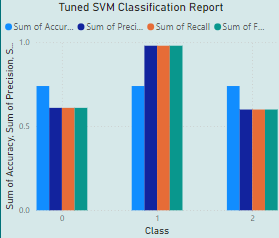 Tuned SVM Classification Report
Sum of Accur... Sum of Preci... Sum of Recall Sum of F...
Sum of Accuracy, Sum of Precision, S...
1.0
0.5
0.0
0 1 2
Class